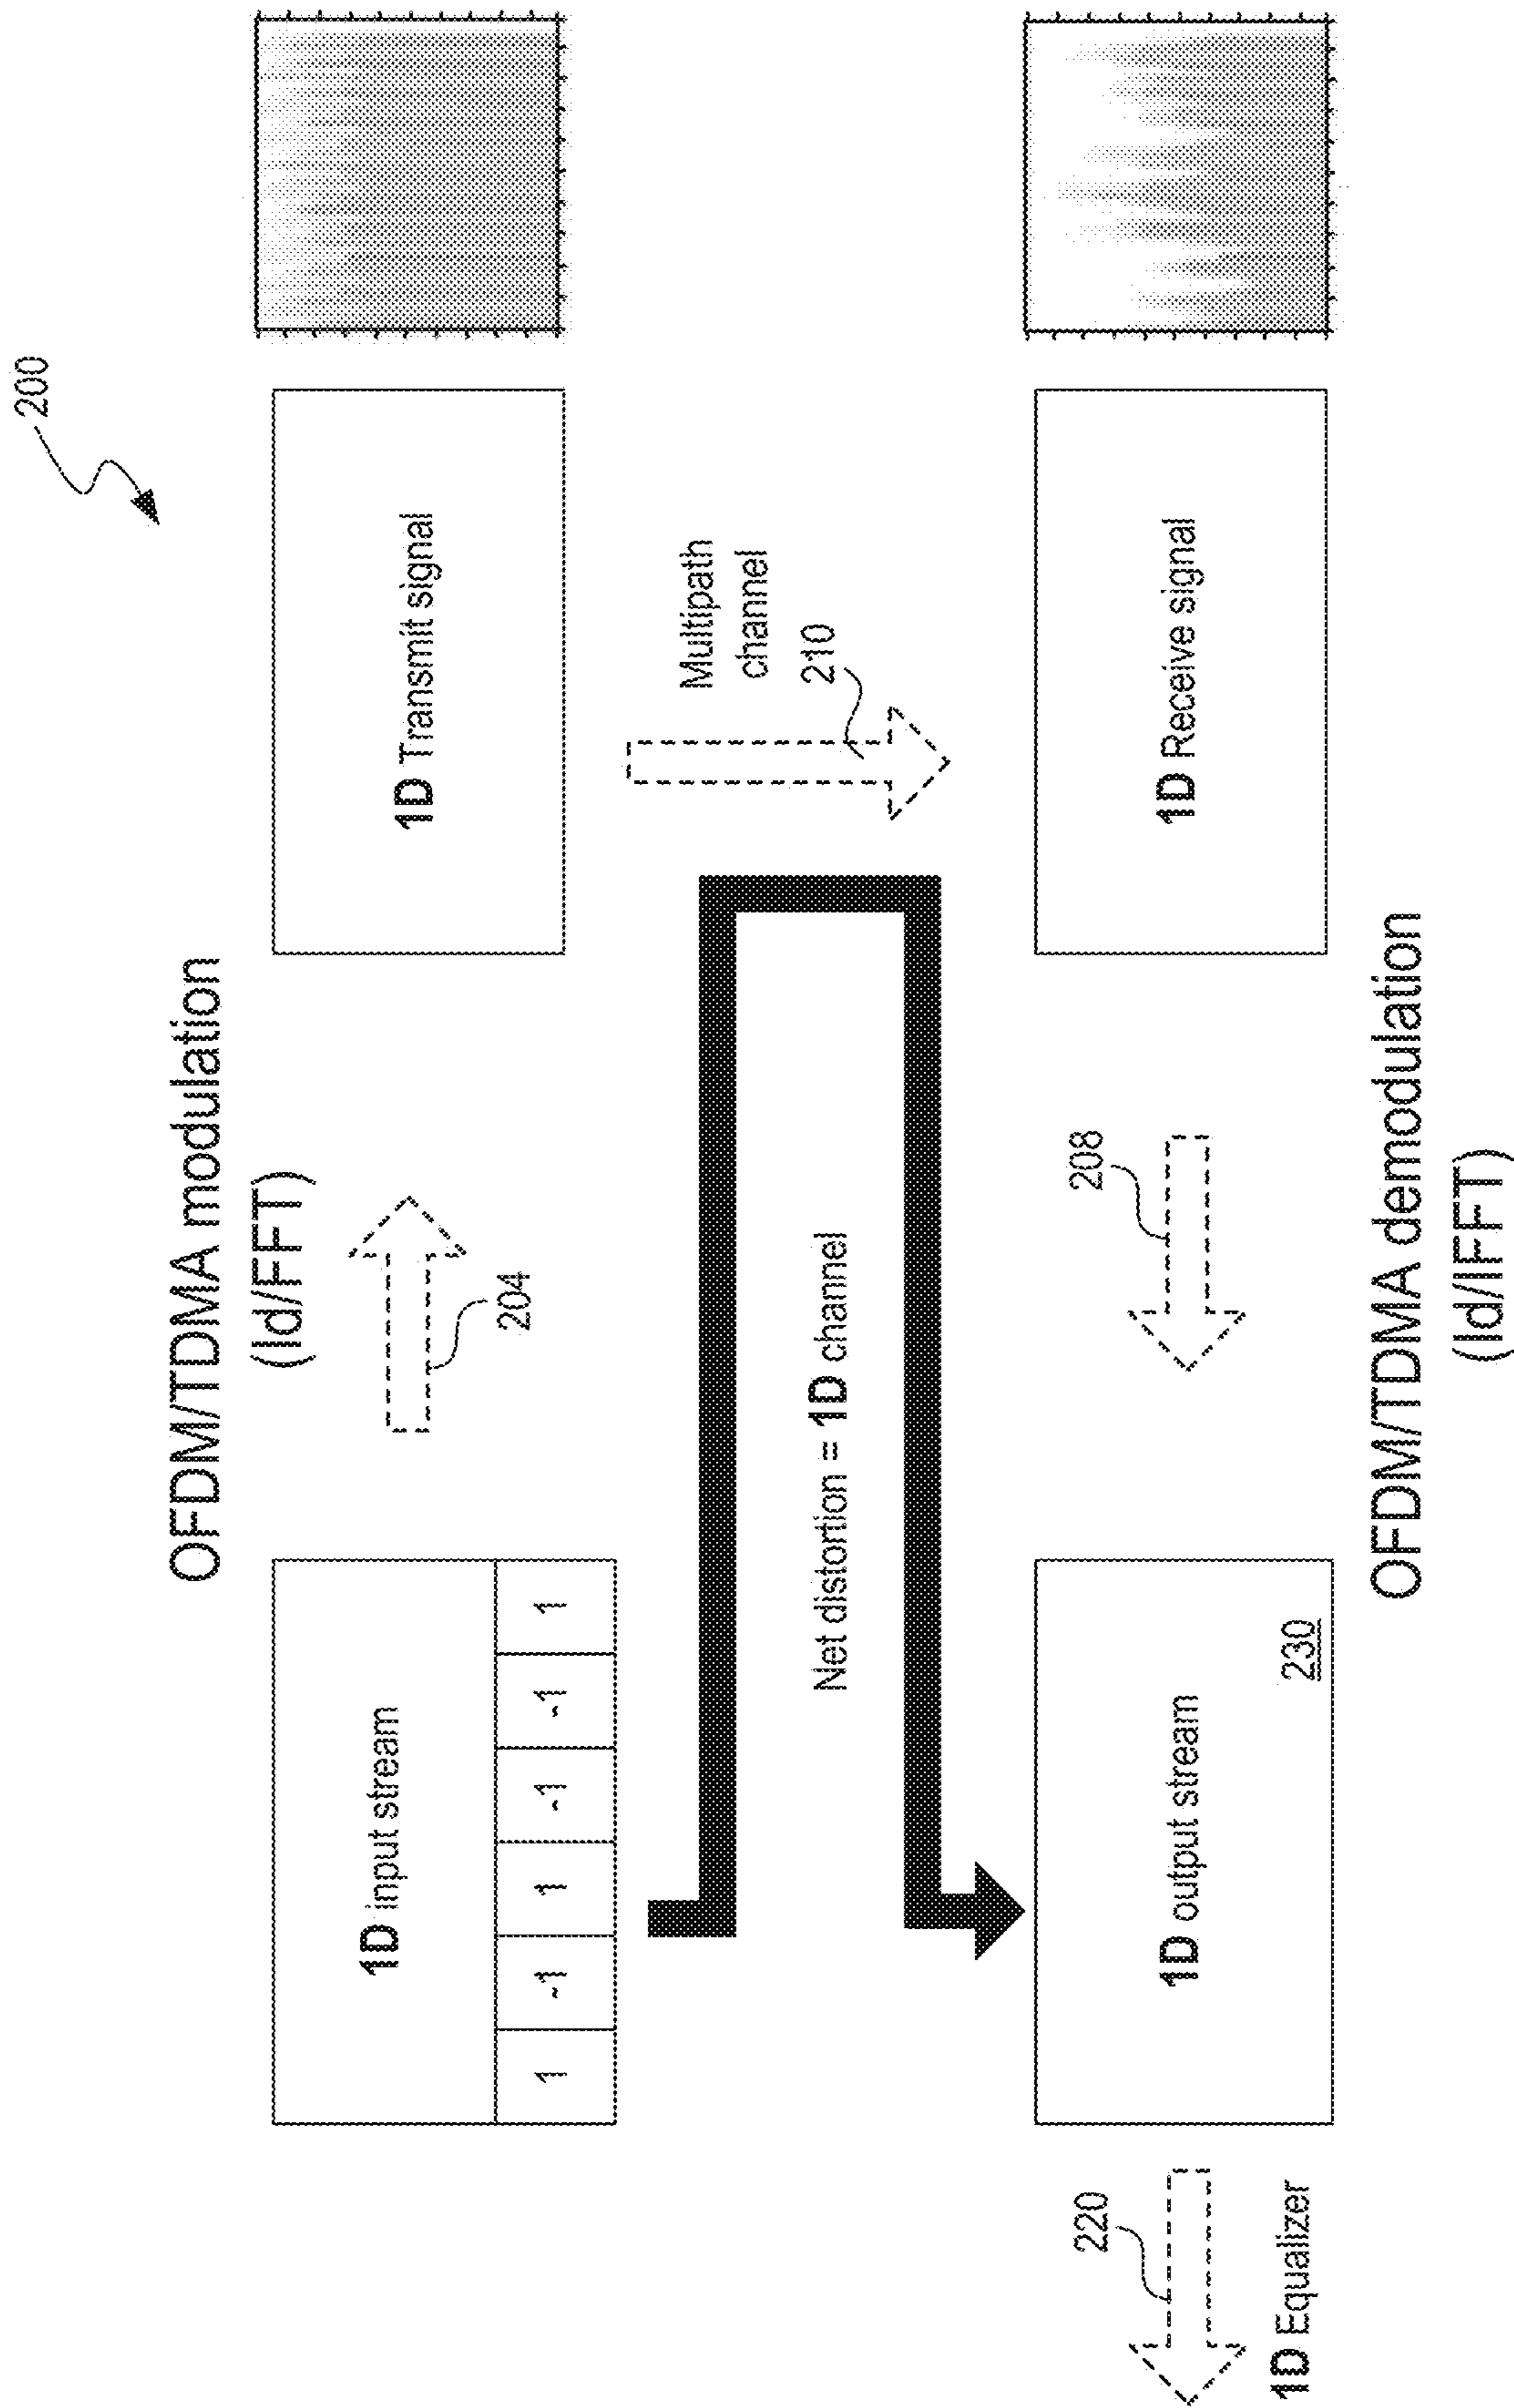 200
OFDM/TDMA modulation
(Id/FFT)
1D input stream
1
-1
1
-1
-1
1
204
1D Transmit signal
Multipath
channel
210
Net distortion = 1D channel
1D Receive signal
208
1D output stream
230
OFDM/TDMA demodulation
(Id/IFFT)
220
1D Equalizer